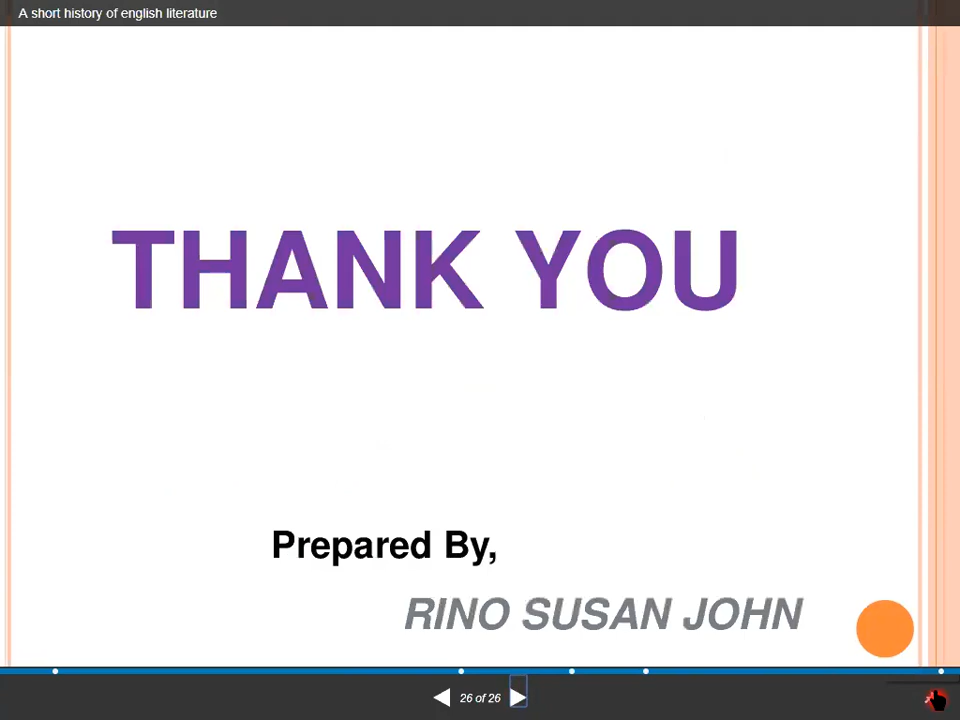 A short history of english literature
THANK YOU
Prepared By,
RINO SUSAN JOHN
26 of 26